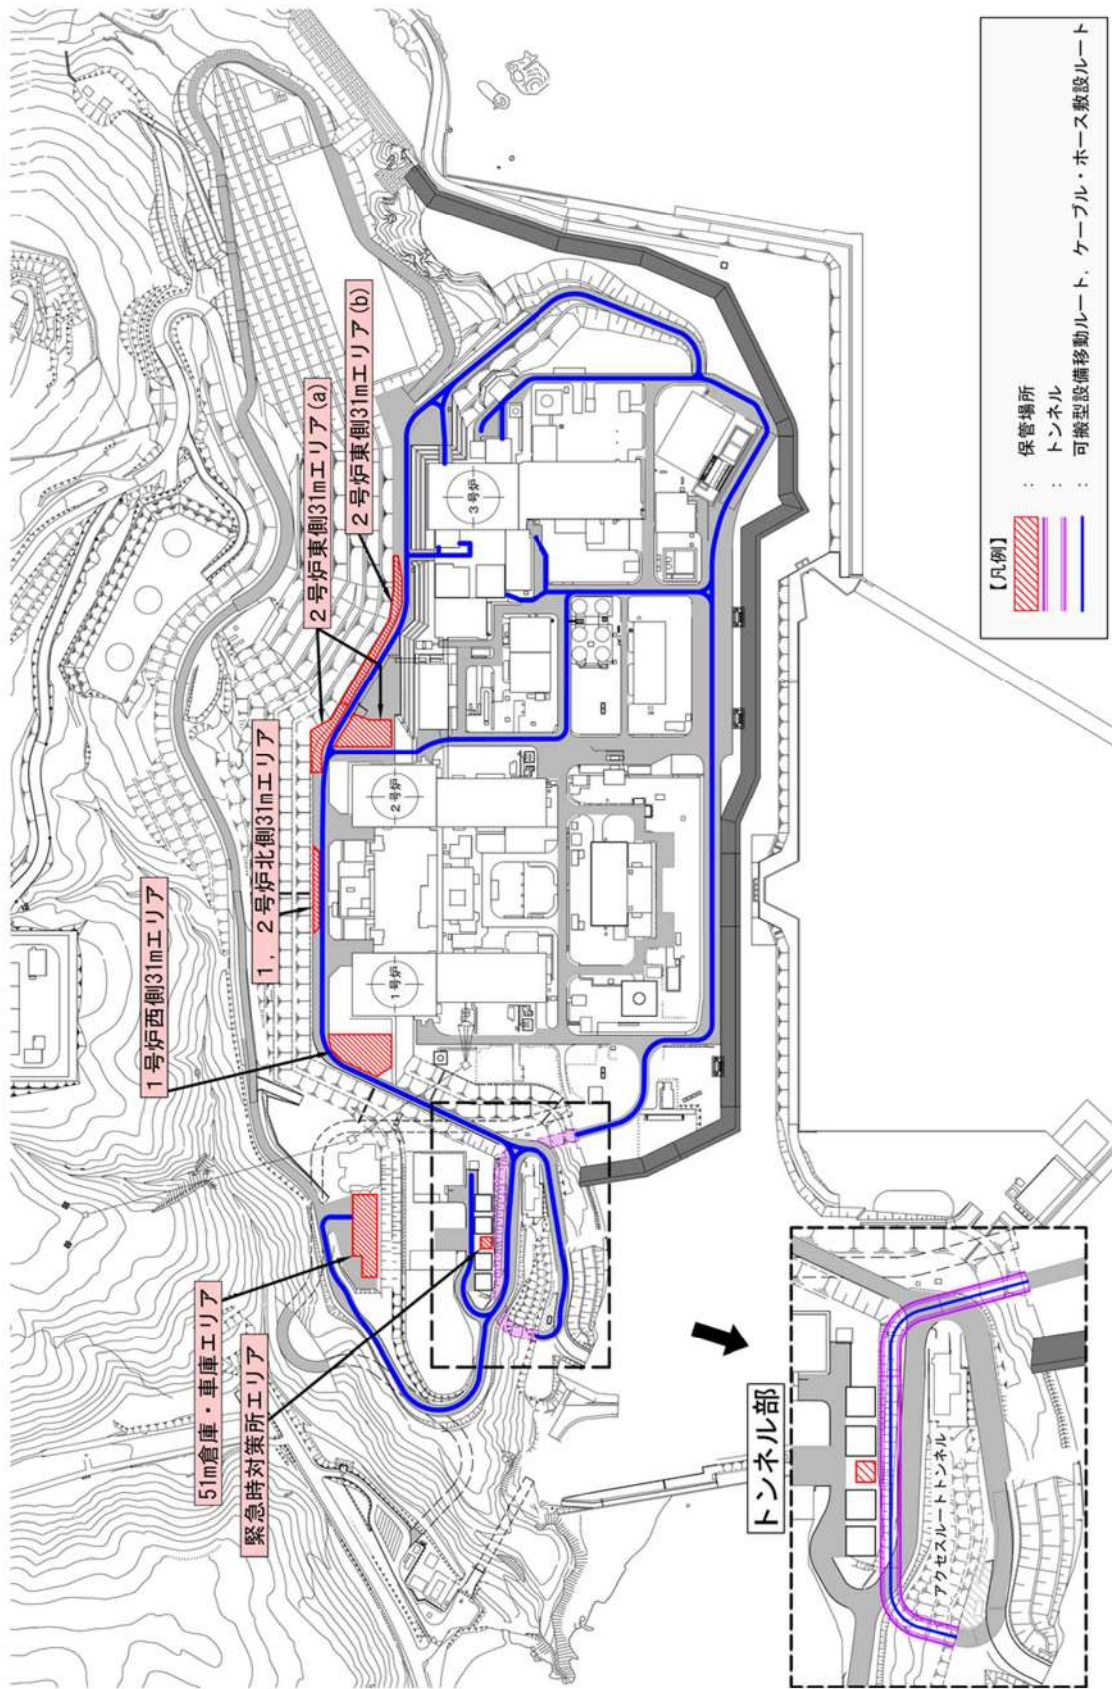 51m倉庫・車庫エリア
緊急時対策所エリア
1号炉西側31mエリア
1，2号炉北側31mエリア
2号炉東側31mエリア(a)
2号炉東側31mエリア(b)
1号炉
2号炉
3号炉
トンネル部
アクセスルートトンネル
【凡例】
： 保管場所
： トンネル
： 可搬型設備移動ルート，ケーブル・ホース敷設ルート